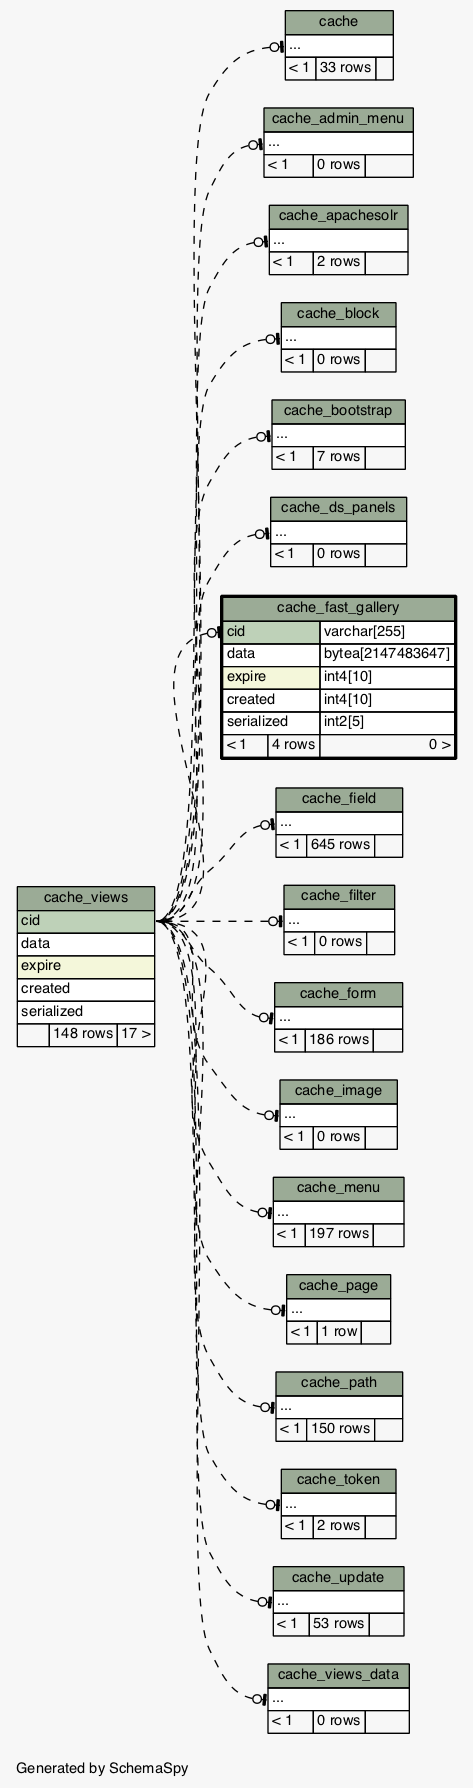 cache
...
< 1 33 rows
cache_admin_menu
...
< 1 0 rows
cache_apachesolr
...
< 1 2 rows
cache_block
...
< 1 0 rows
cache_bootstrap
...
< 1 7 rows
cache_ds_panels
...
< 1 0 rows
cache_fast_gallery
cid varchar[255]
data bytea[2147483647]
expire int4[10]
created int4[10]
serialized int2[5]
< 1 4 rows 0 >
cache_field
...
< 1 645 rows
cache_views
cid
data
expire
created
serialized
148 rows 17 >
cache_filter
...
< 1 0 rows
cache_form
...
< 1 186 rows
cache_image
...
< 1 0 rows
cache_menu
...
< 1 197 rows
cache_page
...
< 1 1 row
cache_path
...
< 1 150 rows
cache_token
...
< 1 2 rows
cache_update
...
< 1 53 rows
cache_views_data
...
< 1 0 rows
Generated by SchemaSpy